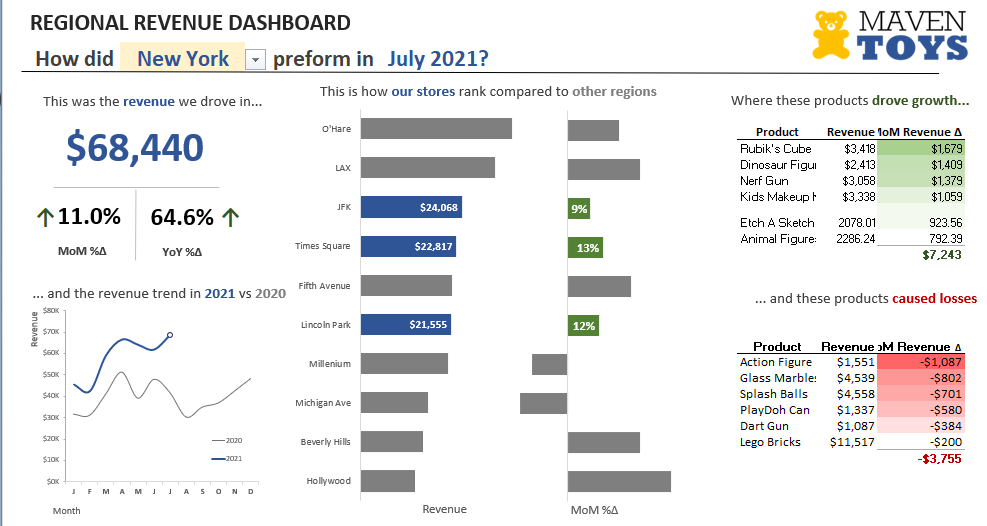 REGIONAL REVENUE DASHBOARD
MAVEN
TOYS
How did New York preform in July 2021?
This was the revenue we drove in...
$68,440
11.0% 64.6%
MoM %Δ YoY %Δ
... and the revenue trend in 2021 vs 2020
Revenue
$80K
$70K
$60K
$50K
$40K
$30K
$20K
$10K
$0K
2020
2021
J F M A M J J A S O N D
Month
This is how our stores rank compared to other regions
O'Hare
LAX
JFK $24,068 9%
Times Square $22,817 13%
Fifth Avenue
Lincoln Park $21,555 12%
Millenium
Michigan Ave
Beverly Hills
Hollywood
Revenue MoM %Δ
Where these products drove growth...
Product Revenue MoM Revenue Δ
Rubik's Cube $3,418 $1,679
Dinosaur Figu $2,413 $1,409
Nerf Gun $3,058 $1,379
Kids Makeup $3,338 $1,059
Etch A Sketch 2078.01 923.56
Animal Figure 2286.24 792.39
$7,243
... and these products caused losses
Product Revenue oM Revenue Δ
Action Figure $1,551 -$1,087
Glass Marble $4,539 -$802
Splash Balls $4,558 -$701
PlayDoh Can $1,337 -$580
Dart Gun $1,087 -$384
Lego Bricks $11,517 -$200
-$3,755